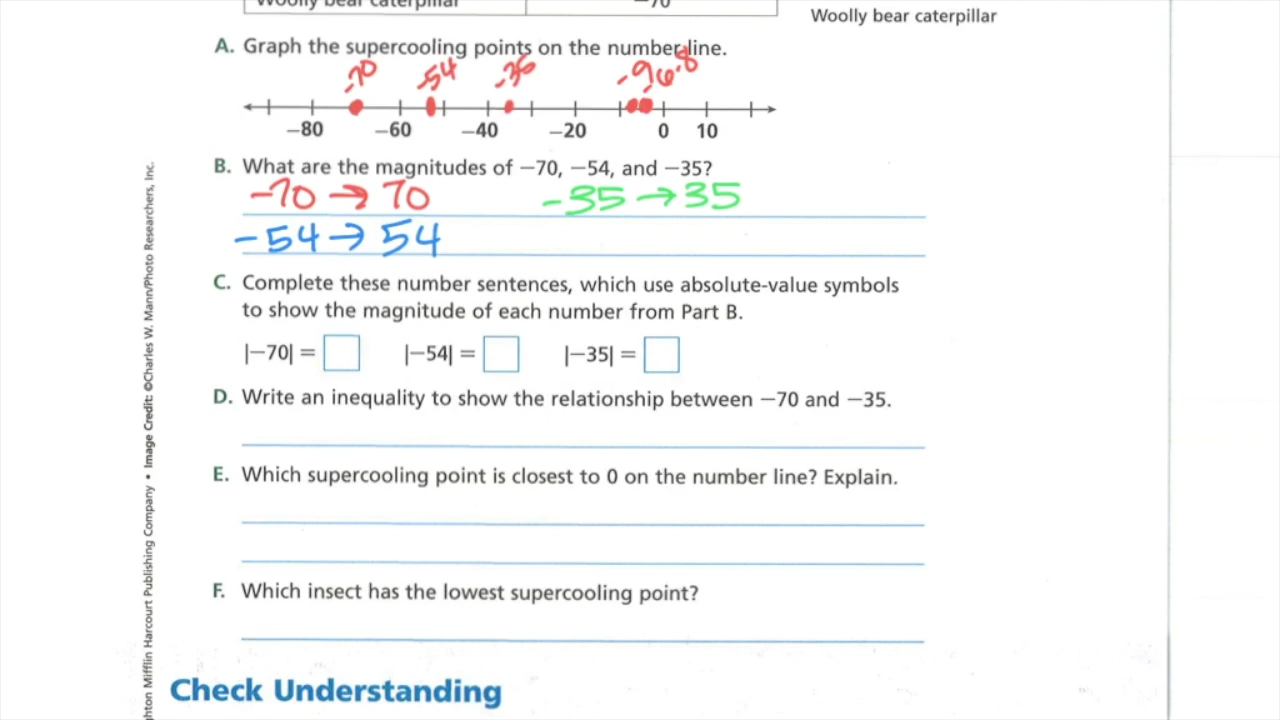 Woolly bear caterpillar −70
Woolly bear caterpillar
A. Graph the supercooling points on the number line.
-70 -54 -36 -9 -6.8
−80 −60 −40 −20 0 10
B. What are the magnitudes of −70, −54, and −35?
-70 → 70 -35 → 35
-54 → 54
C. Complete these number sentences, which use absolute-value symbols
to show the magnitude of each number from Part B.
|−70| = |−54| = |−35| =
D. Write an inequality to show the relationship between −70 and −35.
E. Which supercooling point is closest to 0 on the number line? Explain.
F. Which insect has the lowest supercooling point?
Check Understanding
ghton Mifflin Harcourt Publishing Company • Image Credit: ©Charles W. Mann/Photo Researchers, Inc.